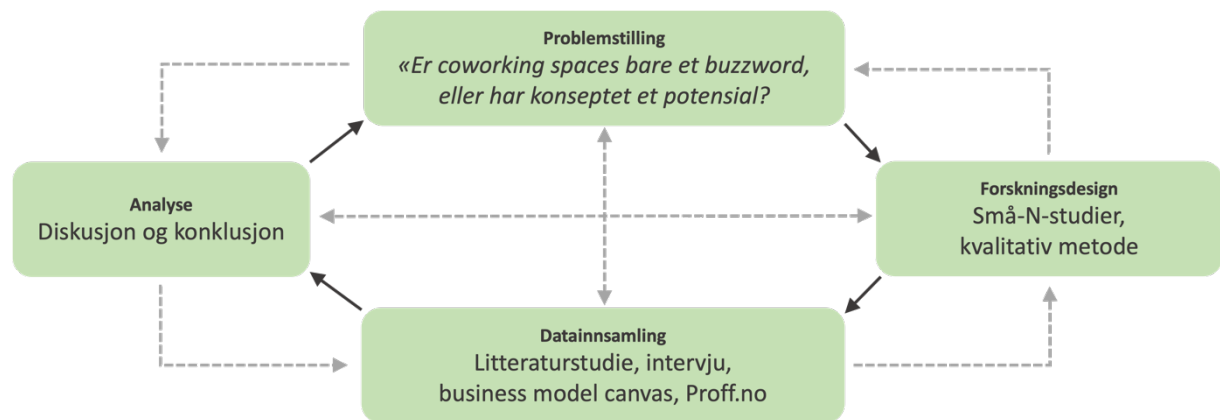 Problemstilling
«Er coworking spaces bare et buzzword,
eller har konseptet et potensial?
Analyse
Diskusjon og konklusjon
Forskningsdesign
Små-N-studier,
kvalitativ metode
Datainnsamling
Litteraturstudie, intervju,
business model canvas, Proff.no